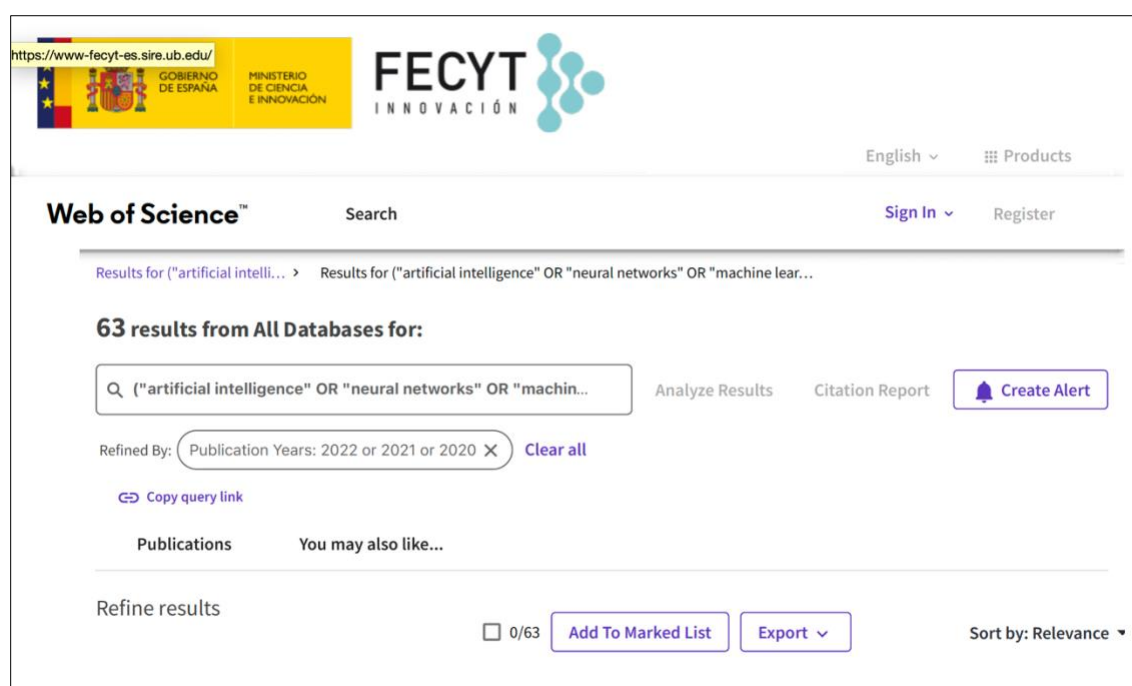 https://www-fecyt-es.sire.ub.edu/
GOBIERNO
DE ESPAÑA
MINISTERIO
DE CIENCIA
E INNOVACIÓN
FECYT
INNOVACIÓN
English
Products
Web of Science™
Search
Sign In
Register
Results for ("artificial intelli... > Results for ("artificial intelligence" OR "neural networks" OR "machine lear...
63 results from All Databases for:
("artificial intelligence" OR "neural networks" OR "machin...
Analyze Results
Citation Report
Create Alert
Refined By: Publication Years: 2022 or 2021 or 2020 × Clear all
Copy query link
Publications
You may also like...
Refine results
0/63
Add To Marked List
Export
Sort by: Relevance